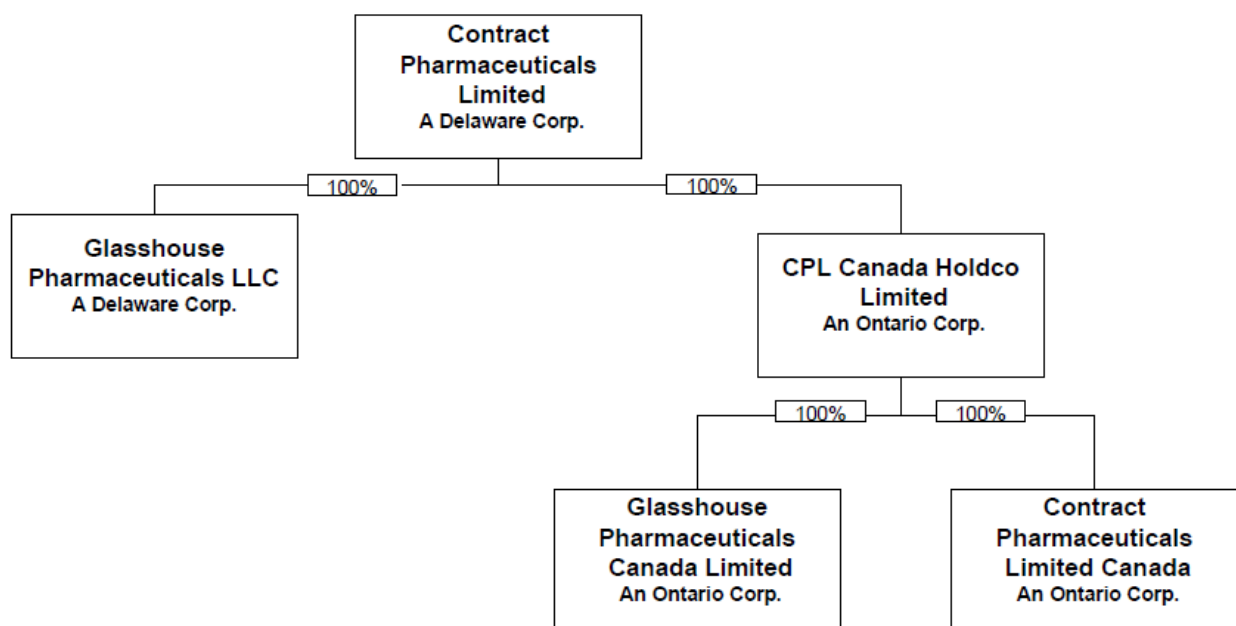 Contract
Pharmaceuticals
Limited
A Delaware Corp.
100%
100%
Glasshouse
Pharmaceuticals LLC
A Delaware Corp.
CPL Canada Holdco
Limited
An Ontario Corp.
100%
100%
Glasshouse
Pharmaceuticals
Canada Limited
An Ontario Corp.
Contract
Pharmaceuticals
Limited Canada
An Ontario Corp.